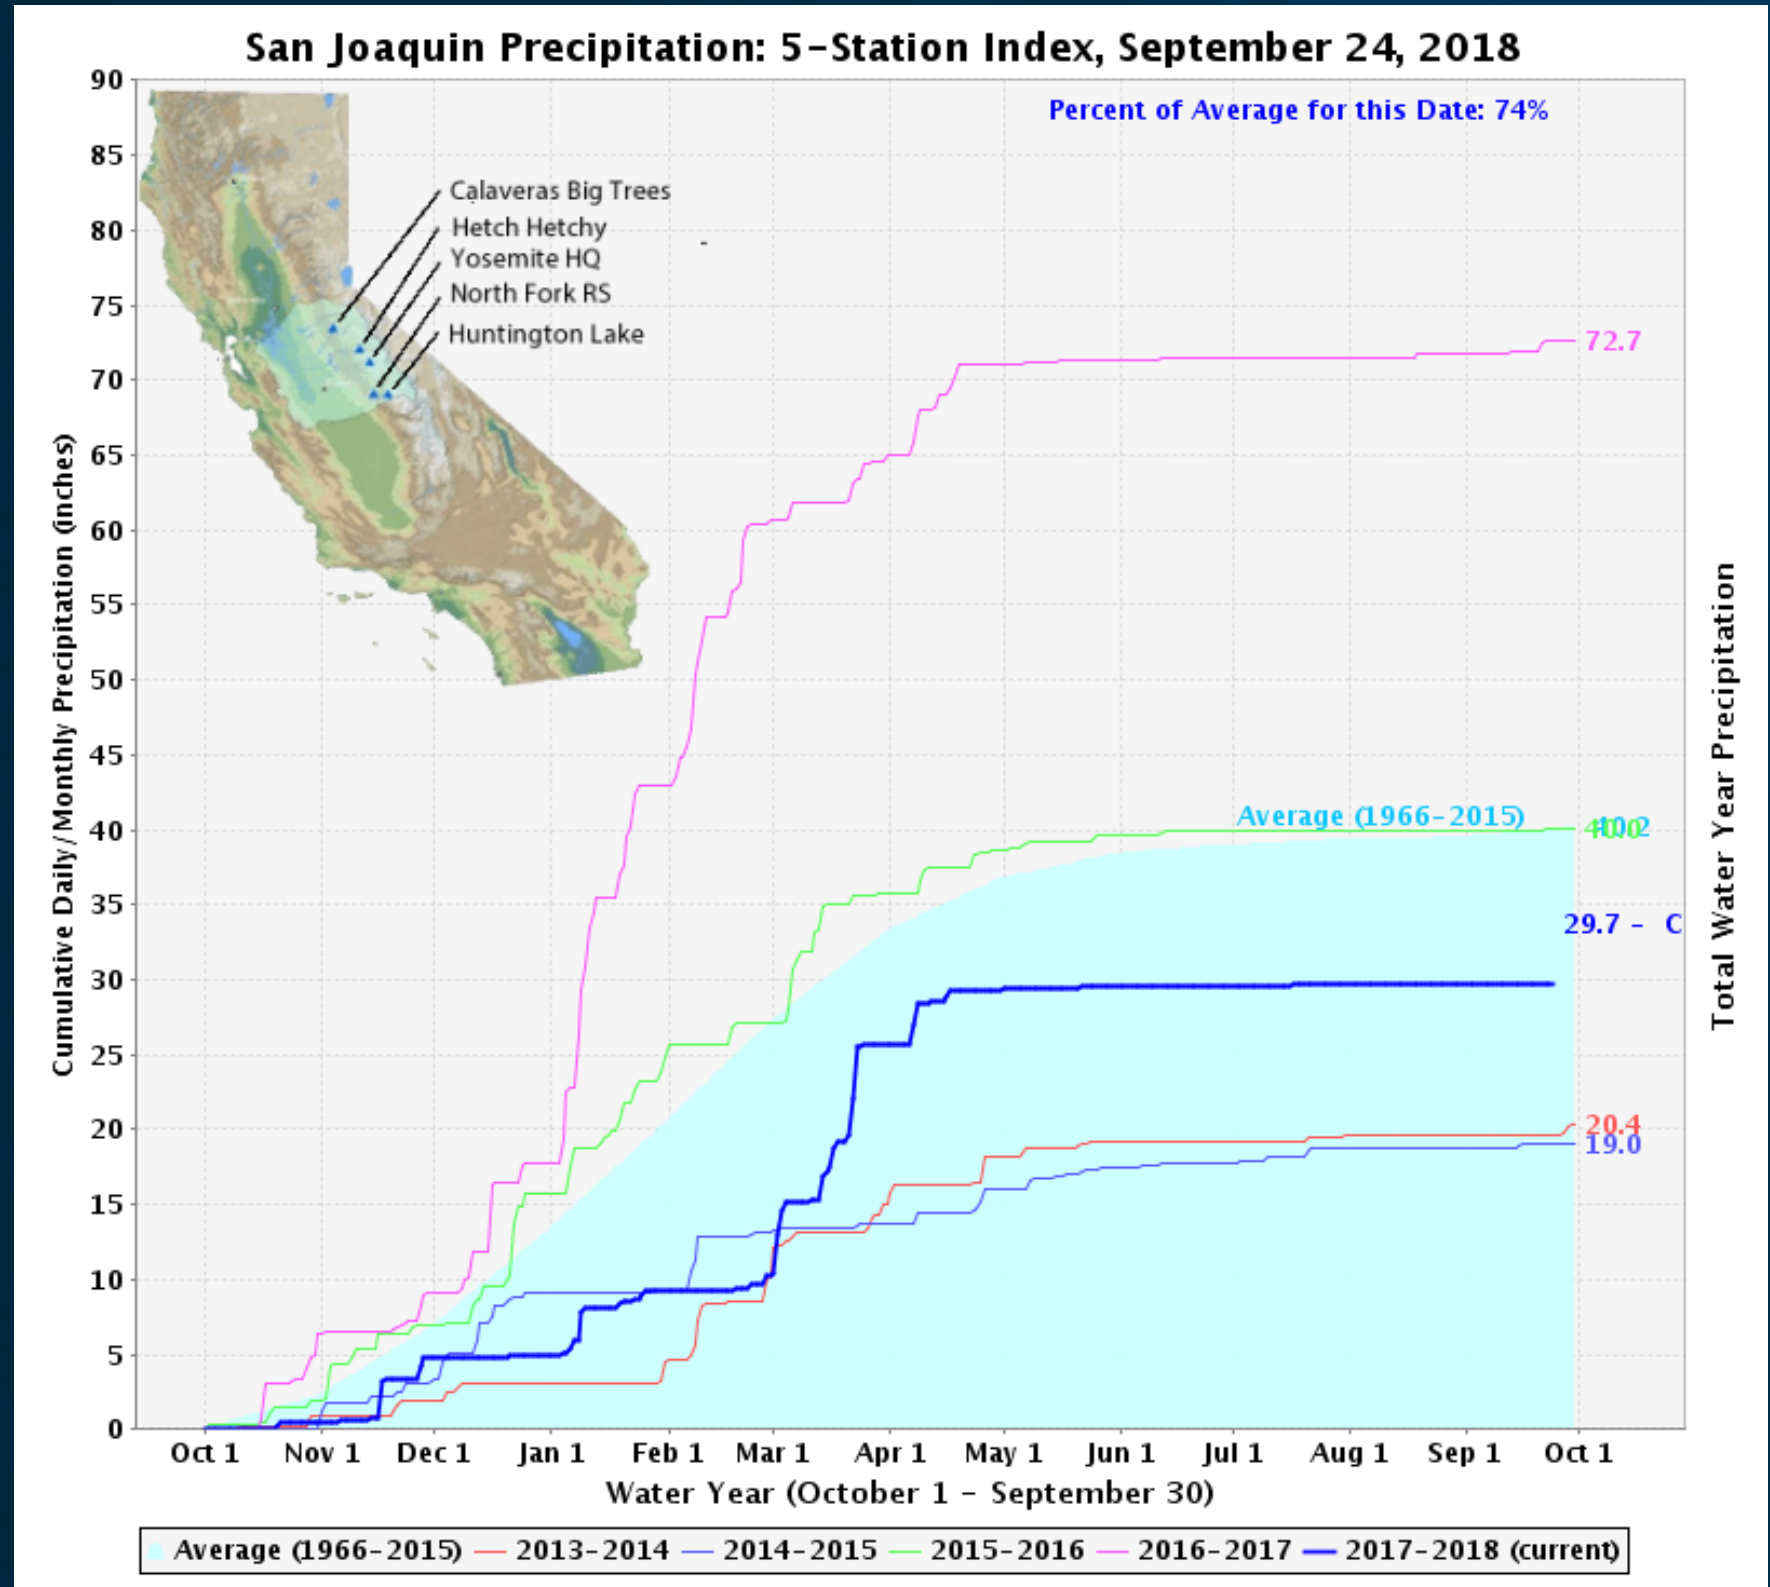 San Joaquin Precipitation: 5-Station Index, September 24, 2018
Percent of Average for this Date: 74%
90
85
80
75
70
65
60
55
50
45
40
35
30
25
20
15
10
5
0
Cumulative Daily/Monthly Precipitation (inches)
Calaveras Big Trees
Hetch Hetchy
Yosemite HQ
North Fork RS
Huntington Lake
72.7
Average (1966-2015)
40.2
40.0
29.7 - C
20.4
19.0
Total Water Year Precipitation
Oct 1 Nov 1 Dec 1 Jan 1 Feb 1 Mar 1 Apr 1 May 1 Jun 1 Jul 1 Aug 1 Sep 1 Oct 1
Water Year (October 1 - September 30)
Average (1966-2015) 2013-2014 2014-2015 2015-2016 2016-2017 2017-2018 (current)